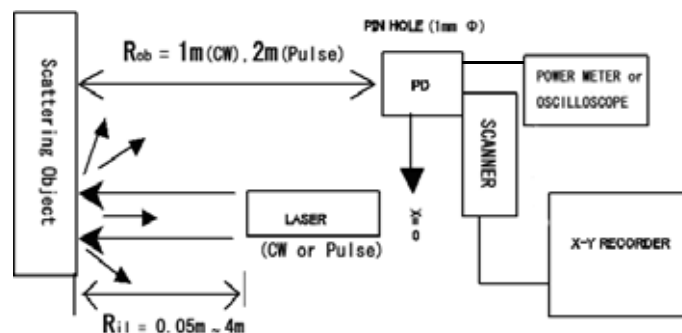 Scattering Object
Rob = 1m(CW), 2m(Pulse)
PIN HOLE (1mm Φ)
PD
POWER METER or
OSCILLOSCOPE
SCANNER
X=0
LASER
(CW or Pulse)
X-Y RECORDER
Ril = 0.05m ~ 4m